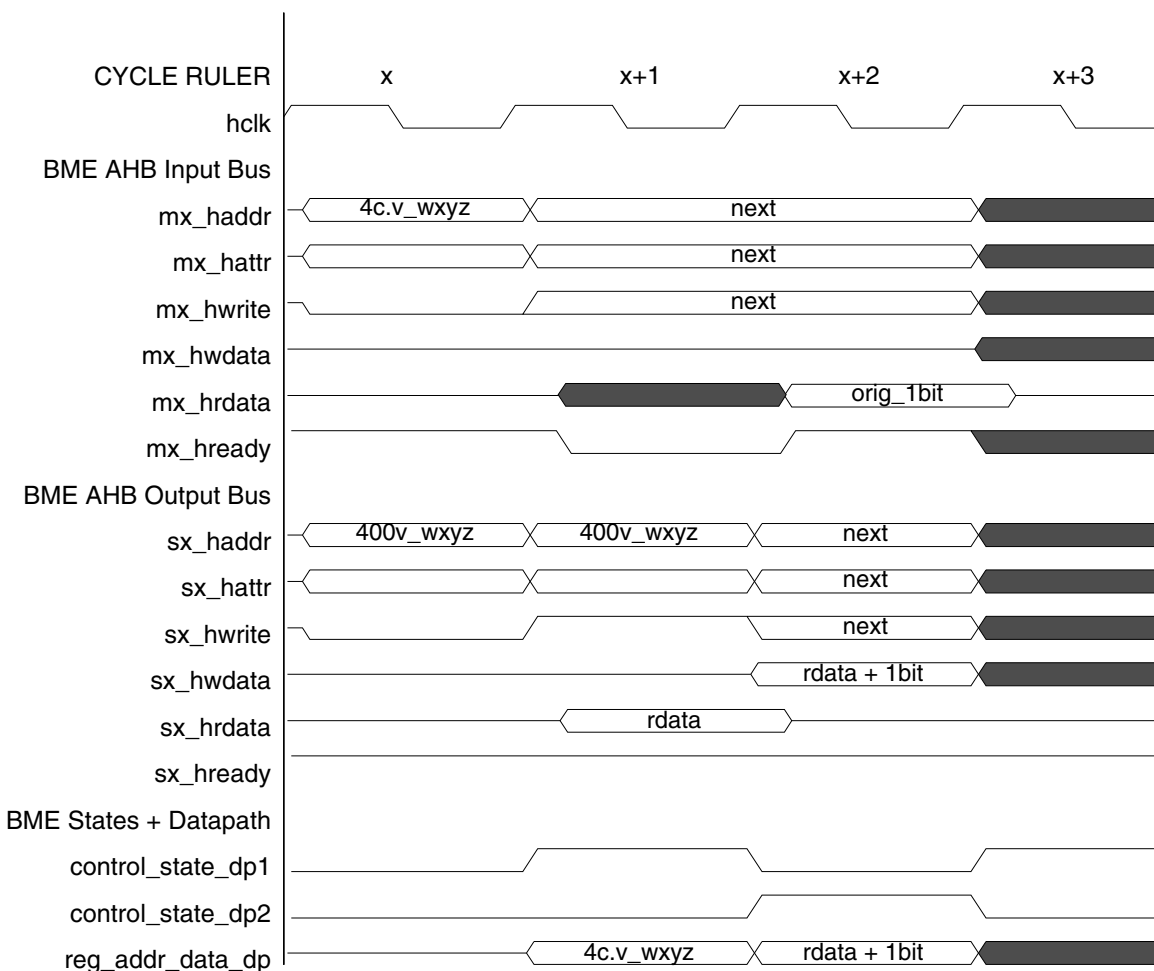 CYCLE RULER x x+1 x+2 x+3
hclk
BME AHB Input Bus
mx_haddr 4c.v_wxyz next
mx_hattr next
mx_hwrite next
mx_hwdata
mx_hrdata orig_1bit
mx_hready
BME AHB Output Bus
sx_haddr 400v_wxyz 400v_wxyz next
sx_hattr next
sx_hwrite next
sx_hwdata rdata + 1bit
sx_hrdata rdata
sx_hready
BME States + Datapath
control_state_dp1
control_state_dp2
reg_addr_data_dp 4c.v_wxyz rdata + 1bit